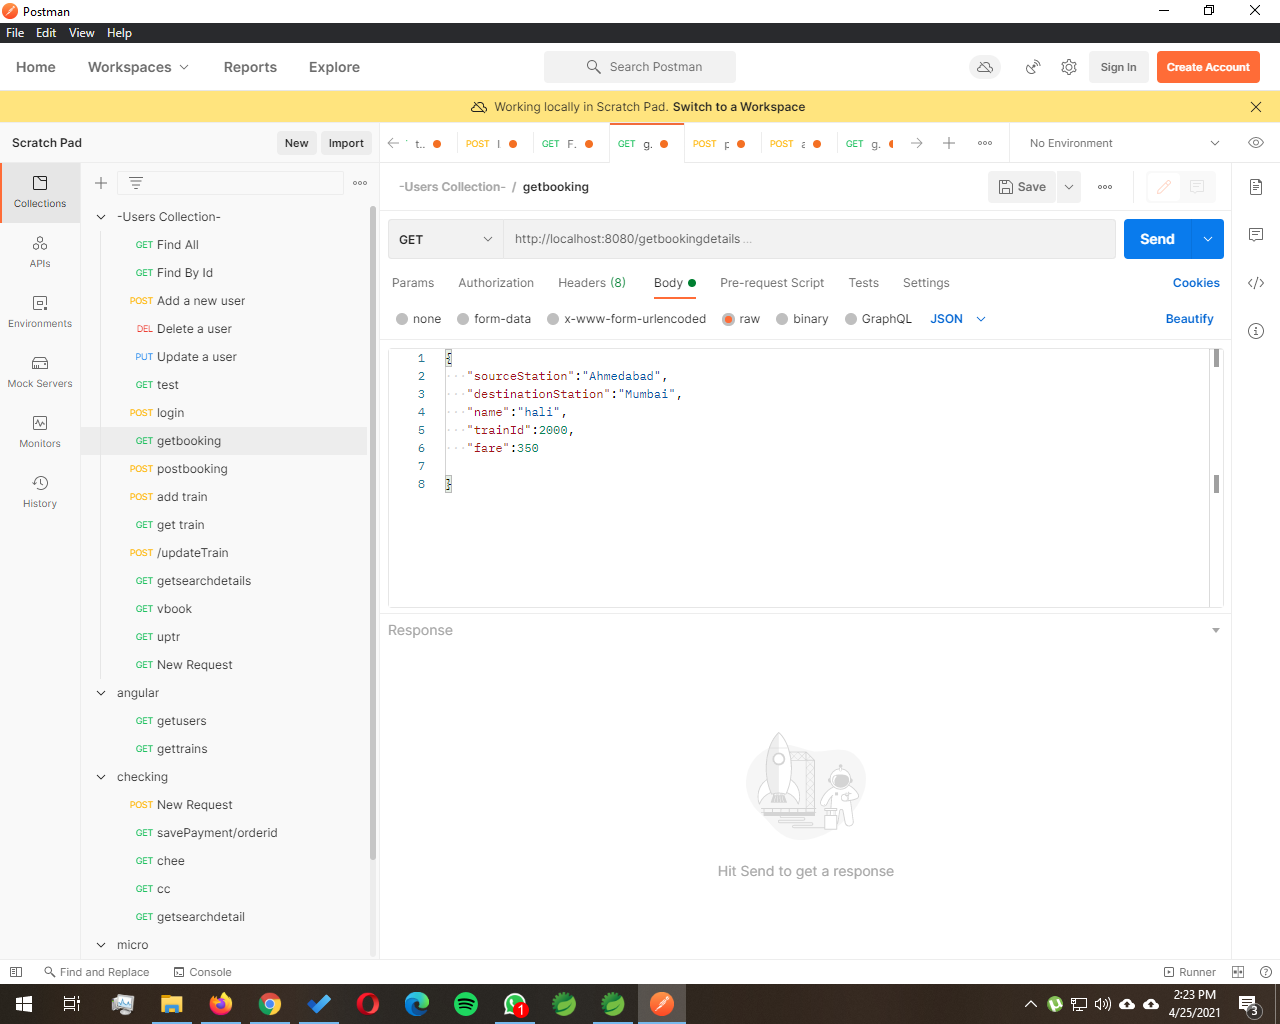 Postman
File Edit View Help
Home Workspaces Reports Explore Search Postman Sign In Create Account
Working locally in Scratch Pad. Switch to a Workspace
Scratch Pad New Import
t.. POST GET F. GET g. POST p POST a GET g. No Environment
Collections
APIs
Environments
Mock Servers
Monitors
History
-Users Collection-
GET Find All
GET Find By Id
POST Add a new user
DEL Delete a user
PUT Update a user
GET test
POST login
GET getbooking
POST postbooking
POST add train
GET get train
POST /updateTrain
GET getsearchdetails
GET vbook
GET uptr
GET New Request
angular
GET getusers
GET gettrains
checking
POST New Request
GET savePayment/orderid
GET chee
GET cc
GET getsearchdetail
micro
-Users Collection- / getbooking Save
GET http://localhost:8080/getbookingdetails ... Send
Params Authorization Headers (8) Body Pre-request Script Tests Settings Cookies
none form-data x-www-form-urlencoded raw binary GraphQL JSON Beautify
1 {
2 "sourceStation":"Ahmedabad",
3 "destinationStation":"Mumbai",
4 "name":"hali",
5 "trainId":2000,
6 "fare":350
7
8 }
Response
Hit Send to get a response
Find and Replace Console Runner
1
2:23 PM
4/25/2021
3